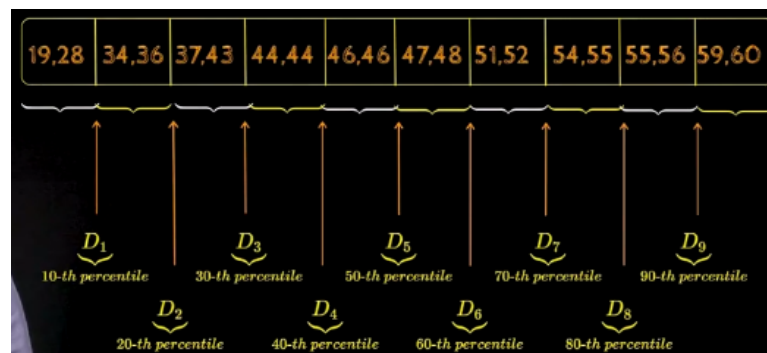 19,28 34,36 37,43 44,44 46,46 47,48 51,52 54,55 55,56 59,60
D₁ D₃ D₅ D₇ D₉
10-th percentile 30-th percentile 50-th percentile 70-th percentile 90-th percentile
D₂ D₄ D₆ D₈
20-th percentile 40-th percentile 60-th percentile 80-th percentile